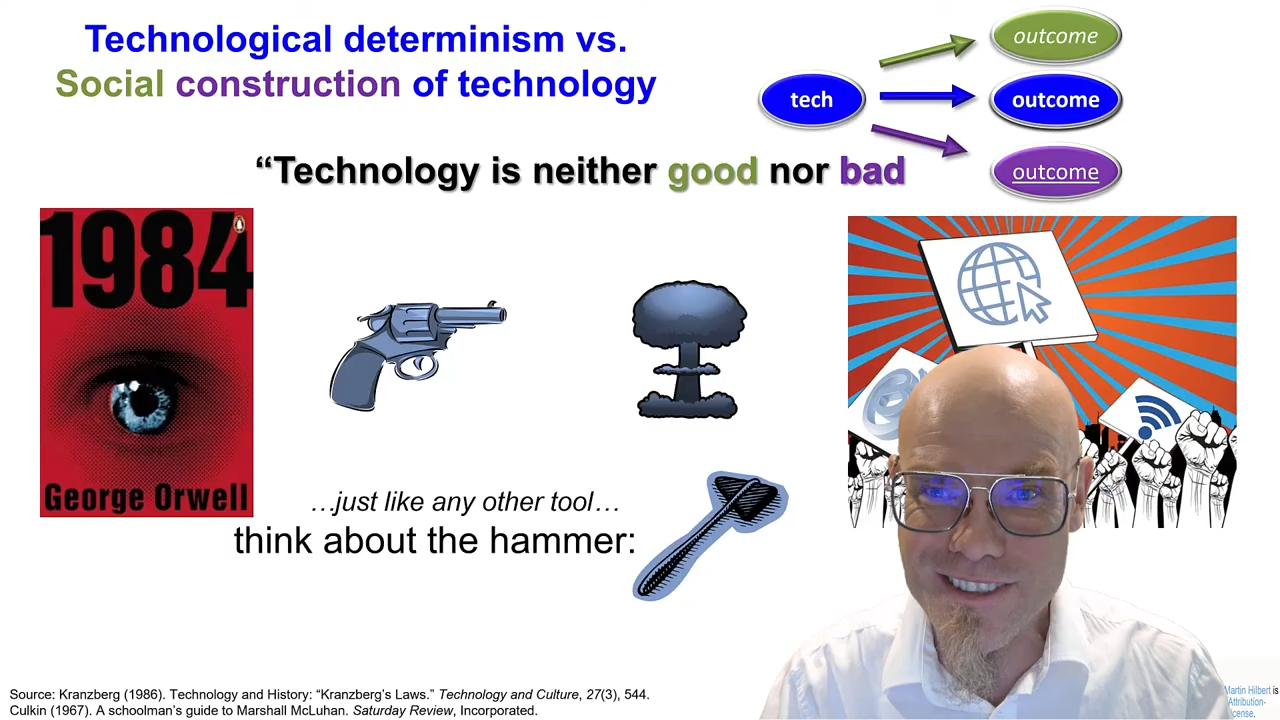 Technological determinism vs.
Social construction of technology
tech
outcome
outcome
outcome
“Technology is neither good nor bad
1984
George Orwell
…just like any other tool…
think about the hammer:
Source: Kranzberg (1986). Technology and History: “Kranzberg’s Laws.” Technology and Culture, 27(3), 544.
Culkin (1967). A schoolman’s guide to Marshall McLuhan. Saturday Review, Incorporated.
Martin Hilbert is
Attribution-